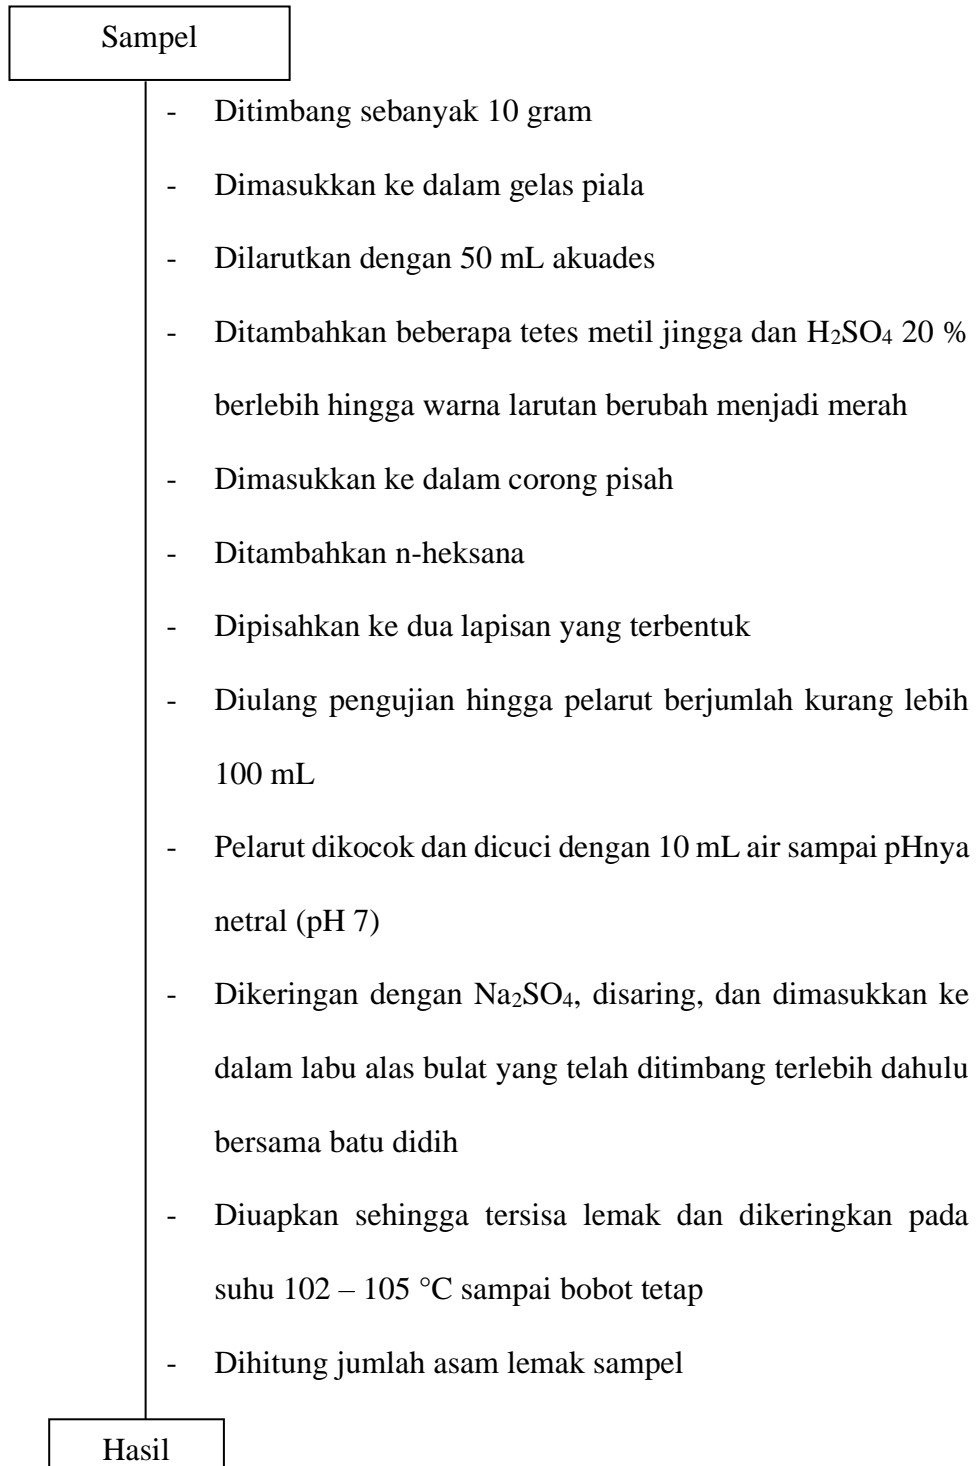 Sampel
- Ditimbang sebanyak 10 gram
- Dimasukkan ke dalam gelas piala
- Dilarutkan dengan 50 mL akuades
- Ditambahkan beberapa tetes metil jingga dan H₂SO₄ 20 %
berlebih hingga warna larutan berubah menjadi merah
- Dimasukkan ke dalam corong pisah
- Ditambahkan n-heksana
- Dipisahkan ke dua lapisan yang terbentuk
- Diulang pengujian hingga pelarut berjumlah kurang lebih
100 mL
- Pelarut dikocok dan dicuci dengan 10 mL air sampai pHnya
netral (pH 7)
- Dikeringan dengan Na₂SO₄, disaring, dan dimasukkan ke
dalam labu alas bulat yang telah ditimbang terlebih dahulu
bersama batu didih
- Diuapkan sehingga tersisa lemak dan dikeringkan pada
suhu 102 – 105 °C sampai bobot tetap
- Dihitung jumlah asam lemak sampel
Hasil